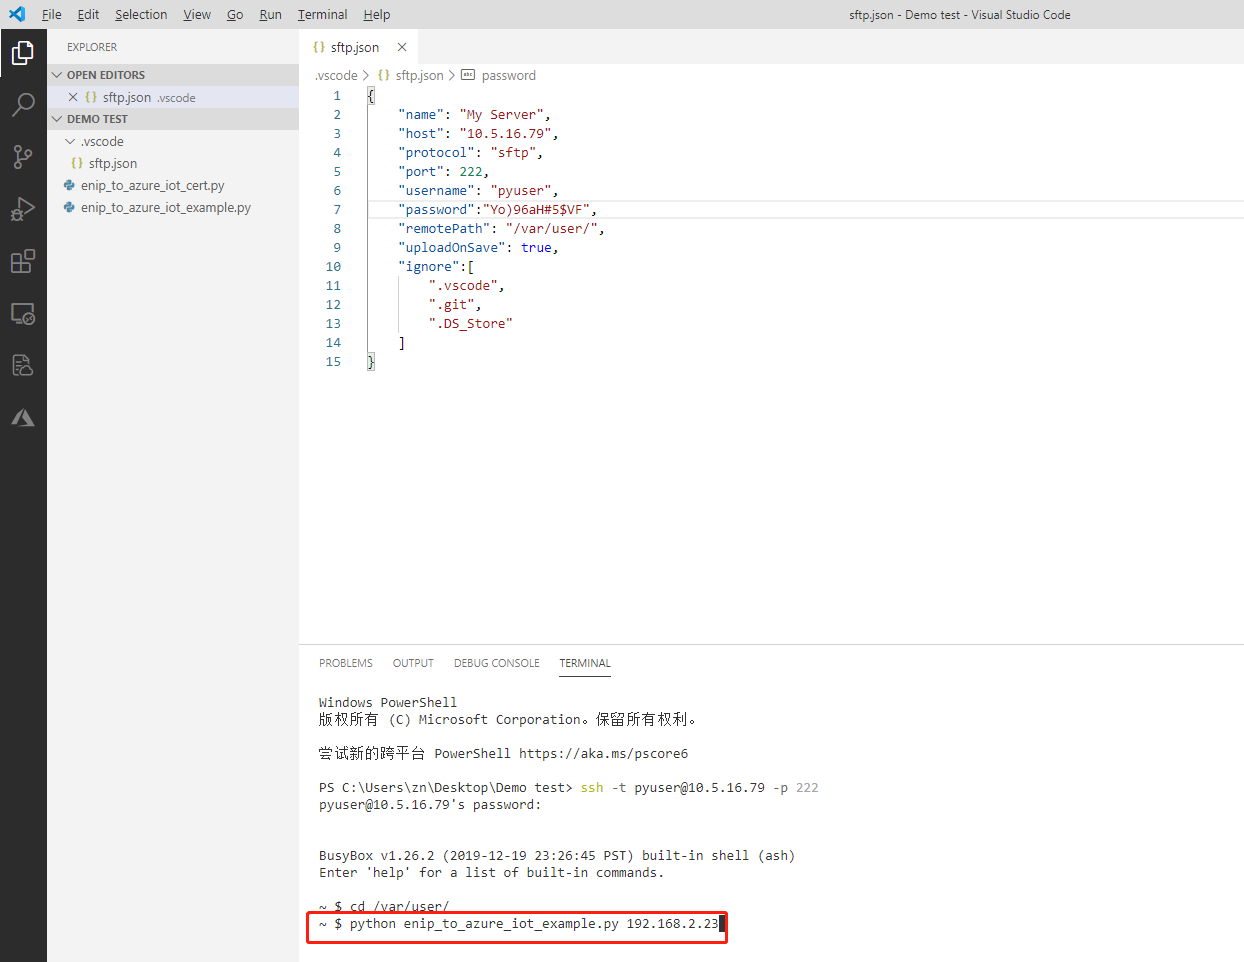 File Edit Selection View Go Run Terminal Help
sftp.json - Demo test - Visual Studio Code
EXPLORER
OPEN EDITORS
sftp.json .vscode
DEMO TEST
.vscode
sftp.json
enip_to_azure_iot_cert.py
enip_to_azure_iot_example.py
sftp.json
.vscode > {} sftp.json > abc password
1 {
2 "name": "My Server",
3 "host": "10.5.16.79",
4 "protocol": "sftp",
5 "port": 222,
6 "username": "pyuser",
7 "password":"Yo)96aH#5$VF",
8 "remotePath": "/var/user/",
9 "uploadOnSave": true,
10 "ignore":[
11 ".vscode",
12 ".git",
13 ".DS_Store"
14 ]
15 }
PROBLEMS OUTPUT DEBUG CONSOLE TERMINAL
Windows PowerShell
版权所有 (C) Microsoft Corporation。保留所有权利。
尝试新的跨平台 PowerShell https://aka.ms/pscore6
PS C:\Users\zn\Desktop\Demo test> ssh -t pyuser@10.5.16.79 -p 222
pyuser@10.5.16.79's password:
BusyBox v1.26.2 (2019-12-19 23:26:45 PST) built-in shell (ash)
Enter 'help' for a list of built-in commands.
~ $ cd /var/user/
~ $ python enip_to_azure_iot_example.py 192.168.2.23